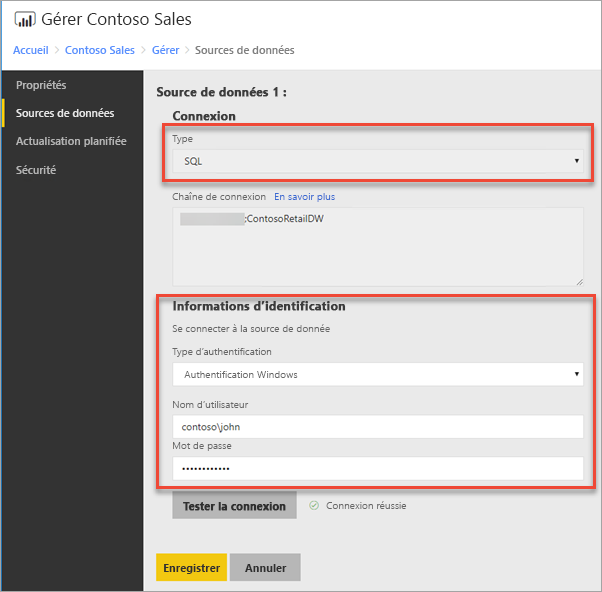 Gérer Contoso Sales
Accueil > Contoso Sales > Gérer > Sources de données
Propriétés
Sources de données
Actualisation planifiée
Sécurité
Source de données 1 :
Connexion
Type
SQL
Chaîne de connexion En savoir plus
;ContosoRetailDW
Informations d'identification
Se connecter à la source de donnée
Type d'authentification
Authentification Windows
Nom d'utilisateur
contoso\john
Mot de passe
••••••••••••
Tester la connexion Connexion réussie
Enregistrer Annuler